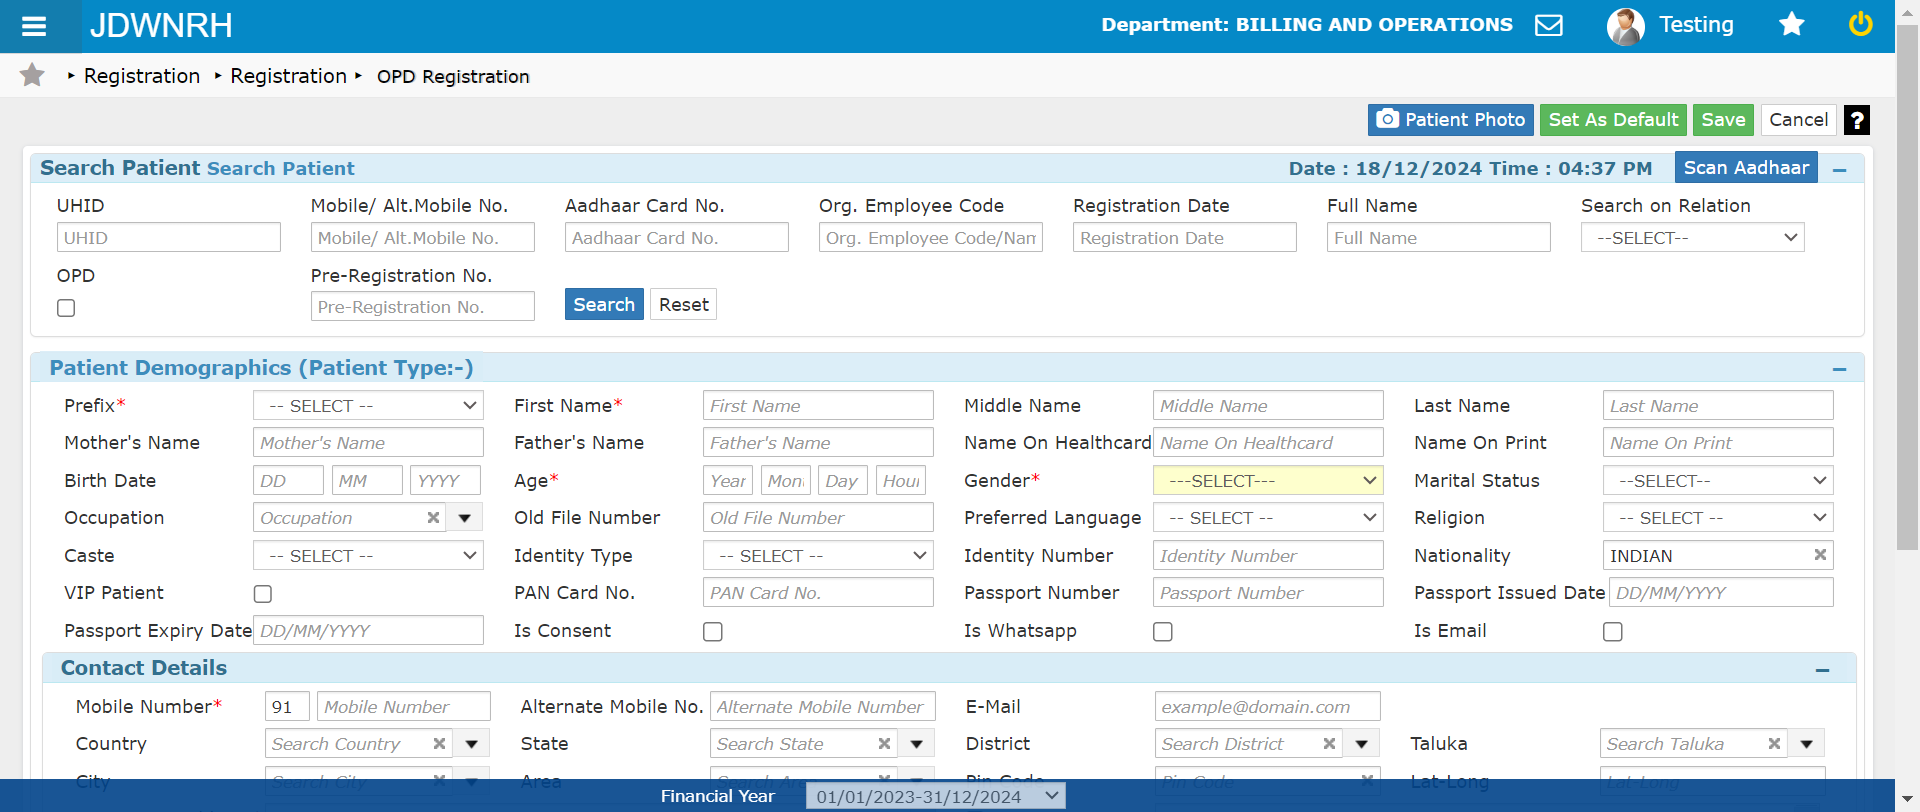 JDWNRH
Department: BILLING AND OPERATIONS
Testing
Registration Registration OPD Registration
Patient Photo Set As Default Save Cancel ?
Search Patient Search Patient Date : 18/12/2024 Time : 04:37 PM Scan Aadhaar
UHID Mobile/ Alt.Mobile No. Aadhaar Card No. Org. Employee Code Registration Date Full Name Search on Relation
UHID Mobile/ Alt.Mobile No. Aadhaar Card No. Org. Employee Code/Nam Registration Date Full Name --SELECT--
OPD Pre-Registration No.
Pre-Registration No. Search Reset
Patient Demographics (Patient Type:-)
Prefix* -- SELECT -- First Name* First Name Middle Name Middle Name Last Name Last Name
Mother's Name Mother's Name Father's Name Father's Name Name On Healthcard Name On Healthcard Name On Print Name On Print
Birth Date DD MM YYYY Age* Year Mont Day Hour Gender* ---SELECT--- Marital Status --SELECT--
Occupation Occupation Old File Number Old File Number Preferred Language -- SELECT -- Religion -- SELECT --
Caste -- SELECT -- Identity Type -- SELECT -- Identity Number Identity Number Nationality INDIAN
VIP Patient PAN Card No. PAN Card No. Passport Number Passport Number Passport Issued Date DD/MM/YYYY
Passport Expiry Date DD/MM/YYYY Is Consent Is Whatsapp Is Email
Contact Details
Mobile Number* 91 Mobile Number Alternate Mobile No. Alternate Mobile Number E-Mail example@domain.com
Country Search Country State Search State District Search District Taluka Search Taluka
City Search City Area Search Area Pin Code Pin Code Lat-Long Lat-Long
Financial Year 01/01/2023-31/12/2024